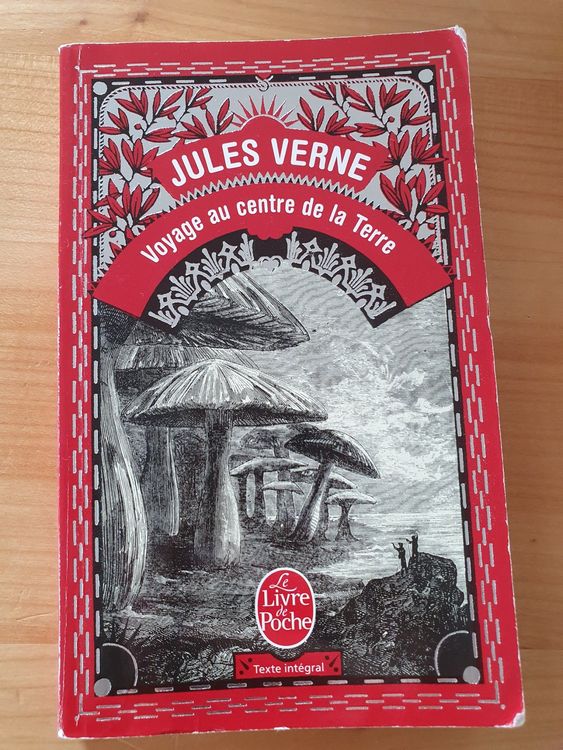 JULES VERNE
Voyage au centre de la Terre
Le
Livre
de
Poche
Texte intégral